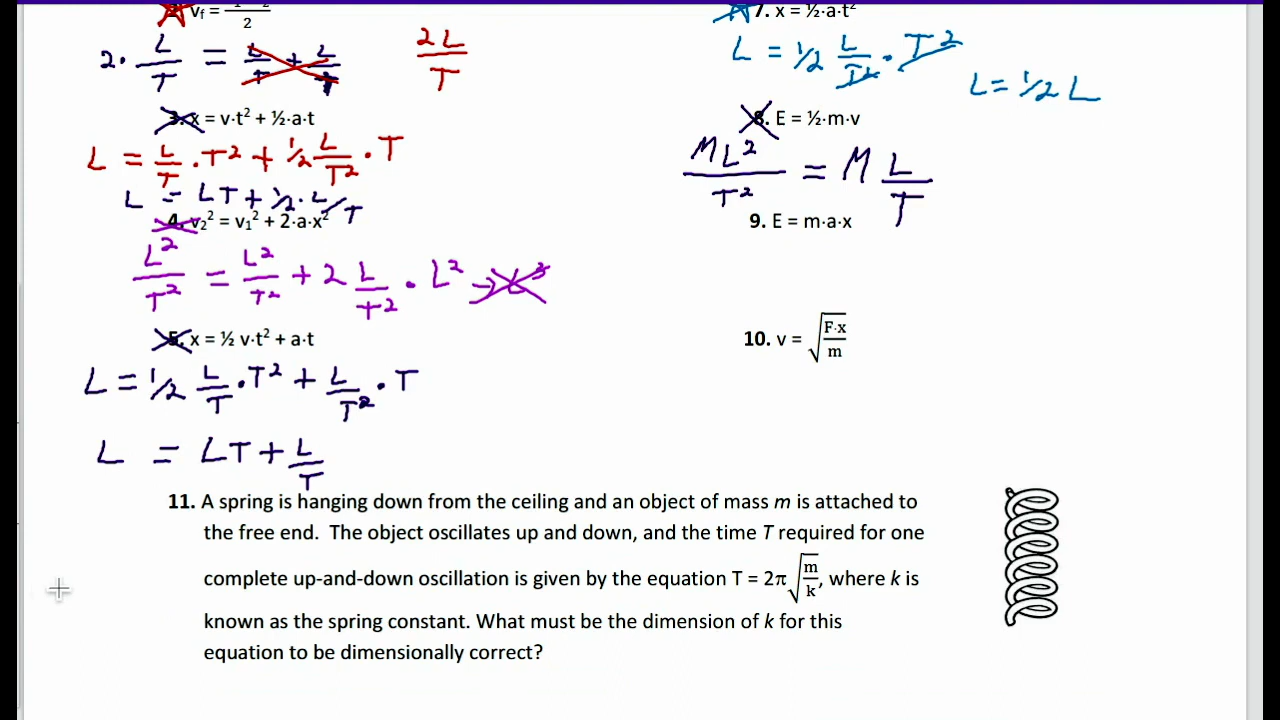 v_f =
2
2 · L/T = L/T + L/T    2L/T
3. x = v·t² + ½·a·t
L = L/T · T² + 1/2 L/T² · T
L = LT + 1/2 · L/T
4. v₂² = v₁² + 2·a·x²
L²/T² = L²/T² + 2 L/T² · L² →
5. x = ½ v·t² + a·t
L = 1/2 L/T · T² + L/T² · T
L = LT + L/T
7. x = ½·a·t²
L = 1/2 L/T² · T²
L = 1/2 L
8. E = ½·m·v
ML²/T² = M L/T
9. E = m·a·x
10. v = √(F·x/m)
11. A spring is hanging down from the ceiling and an object of mass m is attached to
the free end. The object oscillates up and down, and the time T required for one
complete up-and-down oscillation is given by the equation T = 2π√(m/k), where k is
known as the spring constant. What must be the dimension of k for this
equation to be dimensionally correct?